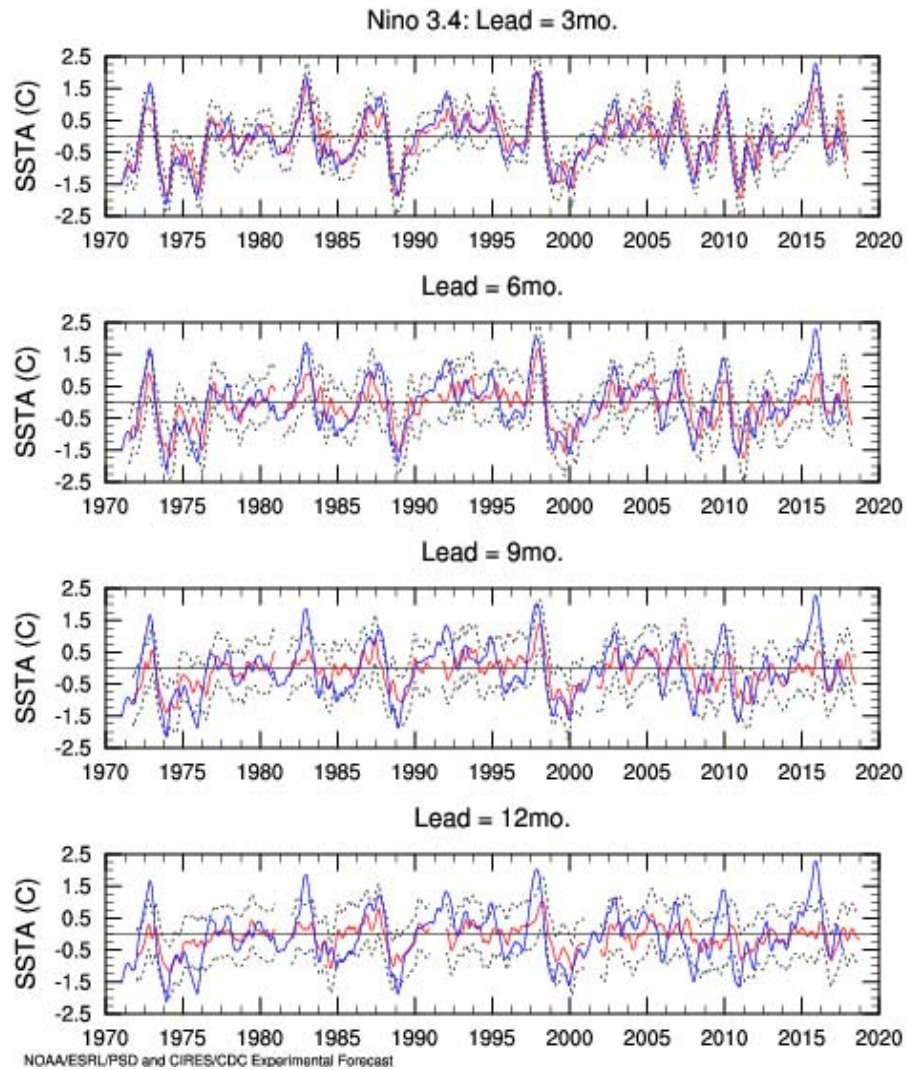 Nino 3.4: Lead = 3mo.
SSTA (C)
2.5
1.5
0.5
-0.5
-1.5
-2.5
1970 1975 1980 1985 1990 1995 2000 2005 2010 2015 2020
Lead = 6mo.
SSTA (C)
2.5
1.5
0.5
-0.5
-1.5
-2.5
1970 1975 1980 1985 1990 1995 2000 2005 2010 2015 2020
Lead = 9mo.
SSTA (C)
2.5
1.5
0.5
-0.5
-1.5
-2.5
1970 1975 1980 1985 1990 1995 2000 2005 2010 2015 2020
Lead = 12mo.
SSTA (C)
2.5
1.5
0.5
-0.5
-1.5
-2.5
1970 1975 1980 1985 1990 1995 2000 2005 2010 2015 2020
NOAA/ESRL/PSD and CIRES/CDC Experimental Forecast